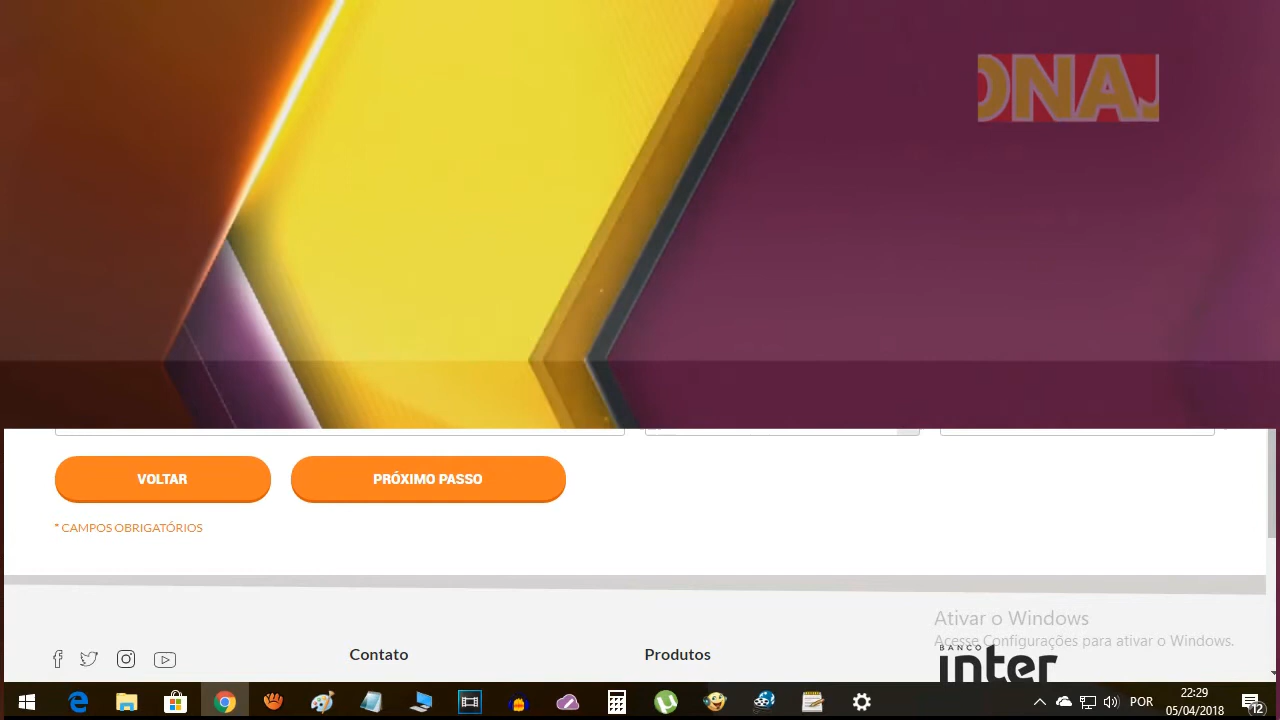 ONA
VOLTAR
PRÓXIMO PASSO
* CAMPOS OBRIGATÓRIOS
Ativar o Windows
Acesse Configurações para ativar o Windows.
Contato
Produtos
BANCO
inter
POR
22:29
05/04/2018
12